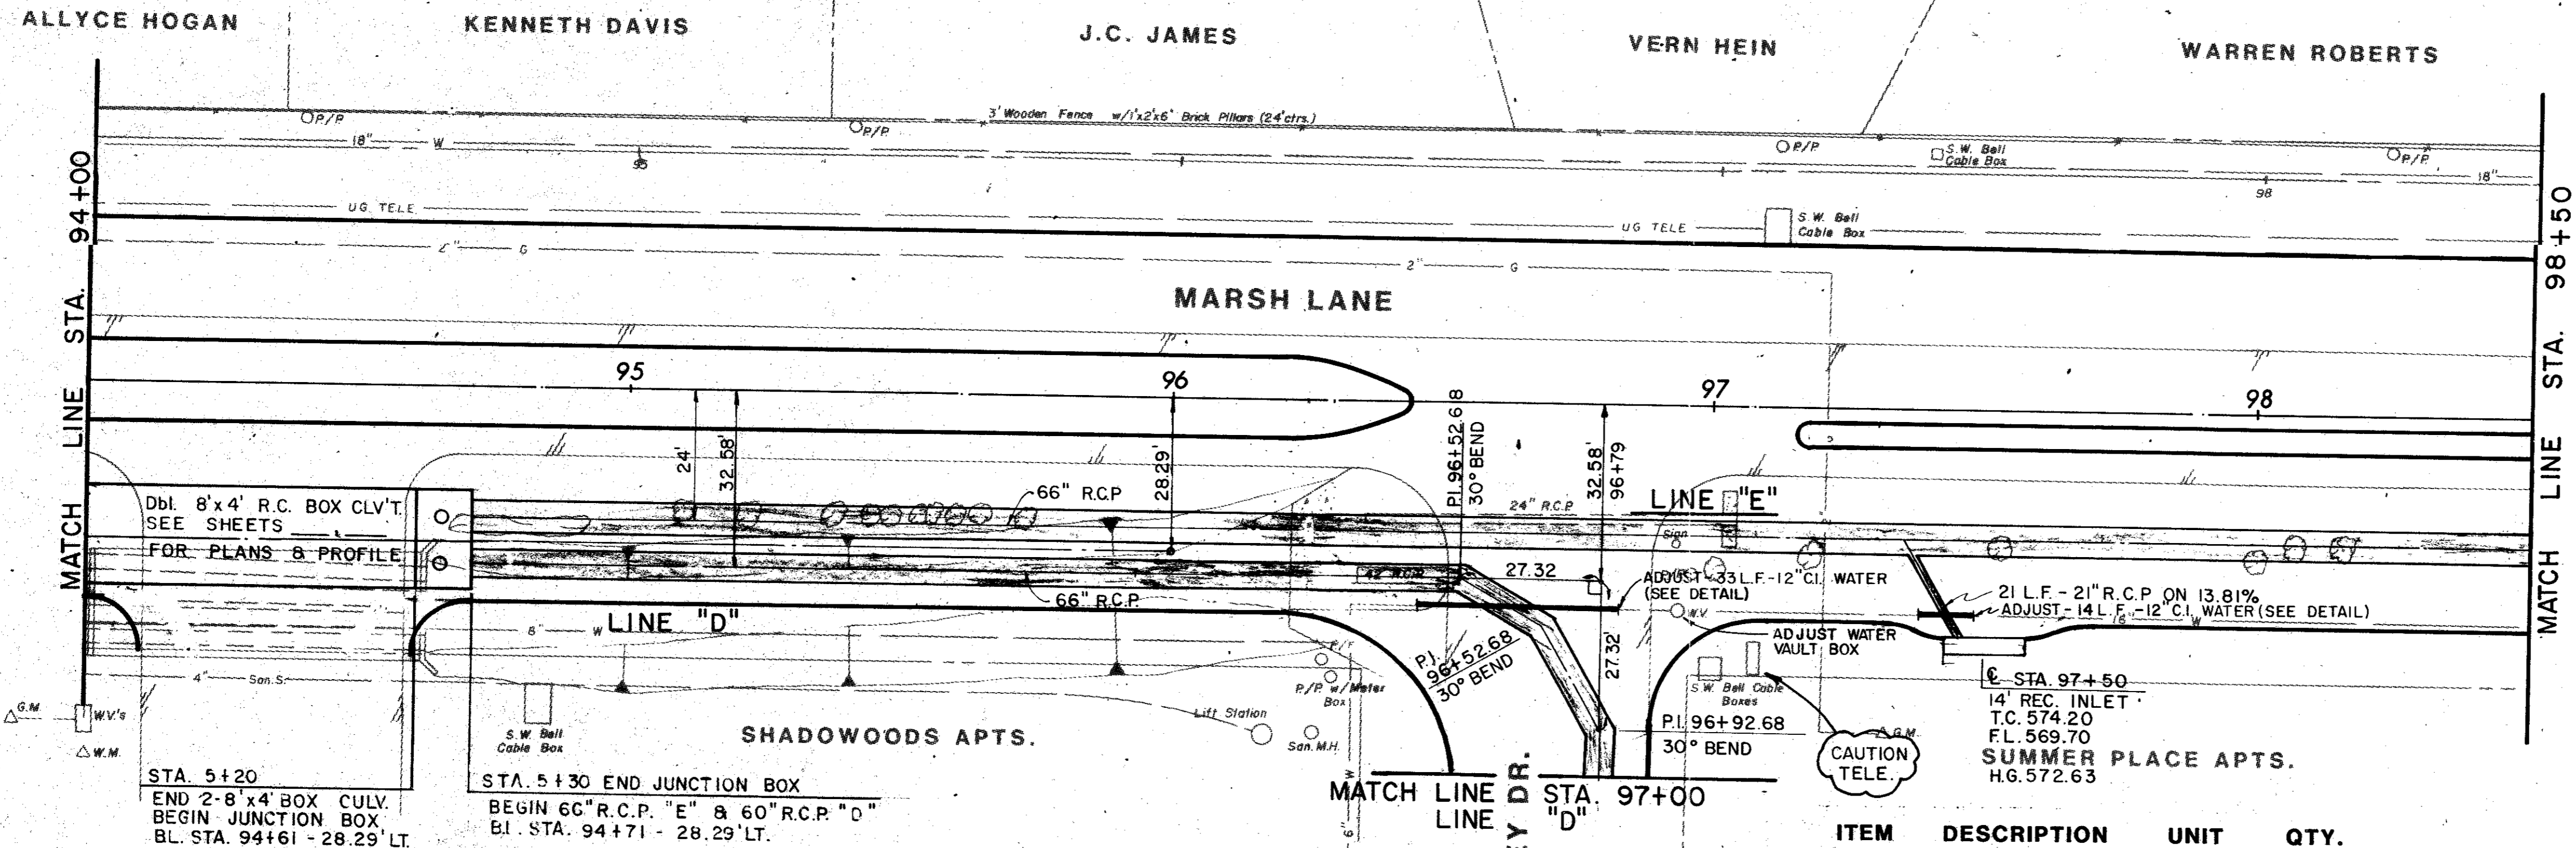 ALLYCE HOGAN
KENNETH DAVIS
J.C. JAMES
VERN HEIN
WARREN ROBERTS
3' Wooden Fence w/1'x2'x6' Brick Pillars (24'ctrs.)
P./P.
P./P.
P./P.
P./P.
S.W. Bell
Cable Box
18" W
95
98
18"
UG TELE
UG TELE
S.W. Bell
Cable Box
2" G
2" G
MARSH LANE
MATCH LINE STA. 94+00
MATCH LINE STA. 98+50
95
96
97
98
24'
32.58'
28.29'
P.I. 96+52.68
30° BEND
32.58'
96+79
Dbl. 8'x4' R.C. BOX CLV'T.
SEE SHEETS
FOR PLANS & PROFILE
66" R.C.P.
24" R.C.P.
LINE "E"
Sign
42" R.C.P.
27.32
ADJUST-33 L.F.-12"C.I. WATER
(SEE DETAIL)
66" R.C.P.
LINE "D"
8" W
W.V.
ADJUST WATER
VAULT BOX
21 L.F.-21"R.C.P ON 13.81%
ADJUST-14 L.F.-12"C.I. WATER (SEE DETAIL)
W
P.I.
96+52.68
30° BEND
27.32'
4" San.S.
G.M.
W.V.'s
W.M.
S.W. Bell
Cable Box
SHADOWOODS APTS.
P./P. w/Meter
Box
Lift Station
San. M.H.
S.W. Bell Cable
Boxes
P.I. 96+92.68
30° BEND
G.M.
CAUTION
TELE.
℄ STA. 97+50
14' REC. INLET
T.C. 574.20
F.L. 569.70
SUMMER PLACE APTS.
H.G. 572.63
STA. 5+20
END 2-8'x4' BOX CULV.
BEGIN JUNCTION BOX
BL. STA. 94+61 - 28.29'LT.
STA. 5+30 END JUNCTION BOX
BEGIN 66"R.C.P. "E" & 60"R.C.P. "D"
B.L. STA. 94+71 - 28.29'LT.
MATCH LINE STA. 97+00
LINE "D"
6" W
DR.
ITEM DESCRIPTION UNIT QTY.